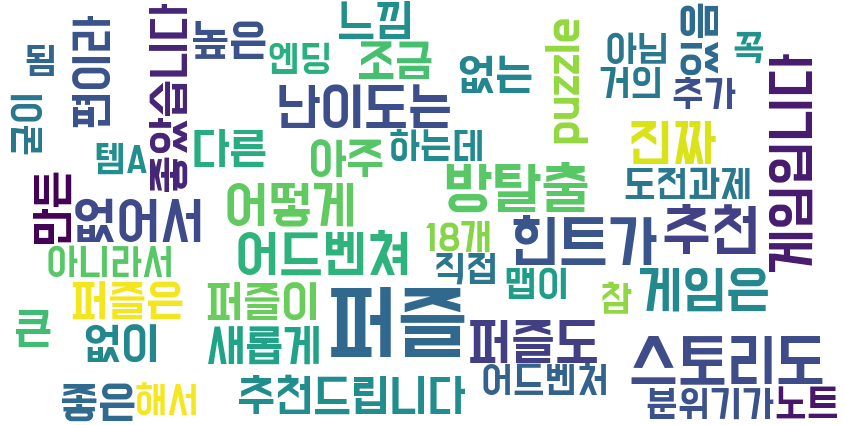 됨
편이라
좋았습니다
높은
느낌
엔딩
조금
없는
puzzle
아님
있음
꼭
거의
추가
게임입니다
굳이
난이도는
템A
다른
아주
하는데
진짜
방탈출
도전과제
만든
없어서
어떻게
18개
힌트가
추천
아니라서
어드벤쳐
직접
맵이
참
게임은
퍼즐은
퍼즐이
퍼즐
큰
없이
새롭게
퍼즐도
스토리도
좋은
해서
추천드립니다
어드벤처
분위기가
노트